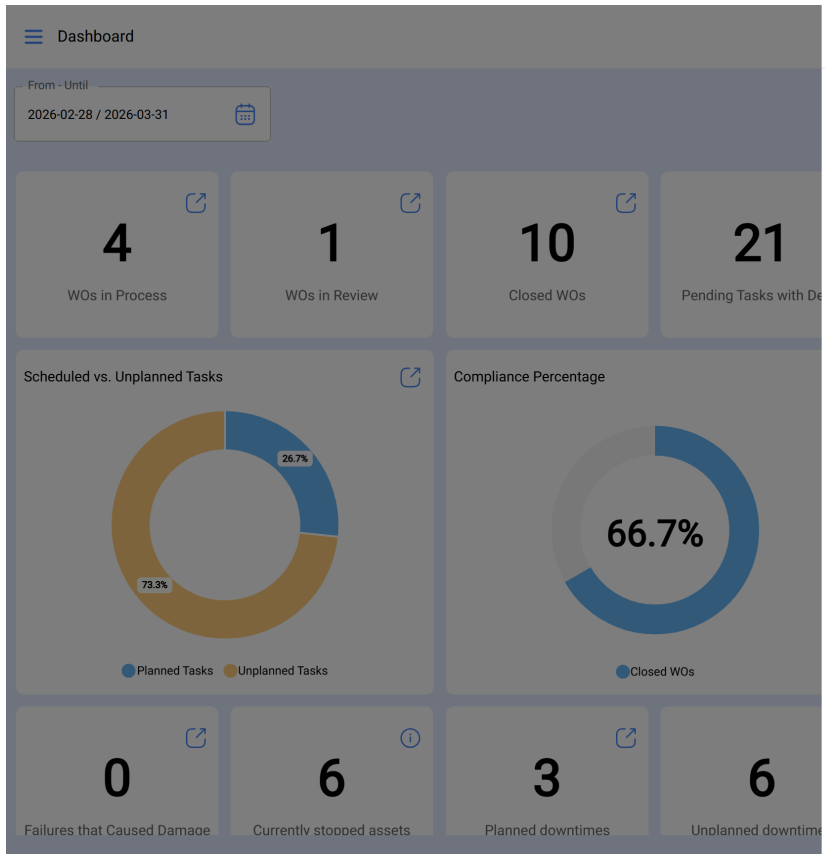 Dashboard
From - Until
2026-02-28 / 2026-03-31
4
WOs in Process
1
WOs in Review
10
Closed WOs
21
Pending Tasks with De
Scheduled vs. Unplanned Tasks
26.7%
73.3%
Planned Tasks Unplanned Tasks
Compliance Percentage
66.7%
Closed WOs
0
Failures that Caused Damage
6
Currently stopped assets
3
Planned downtimes
6
Unplanned downtime